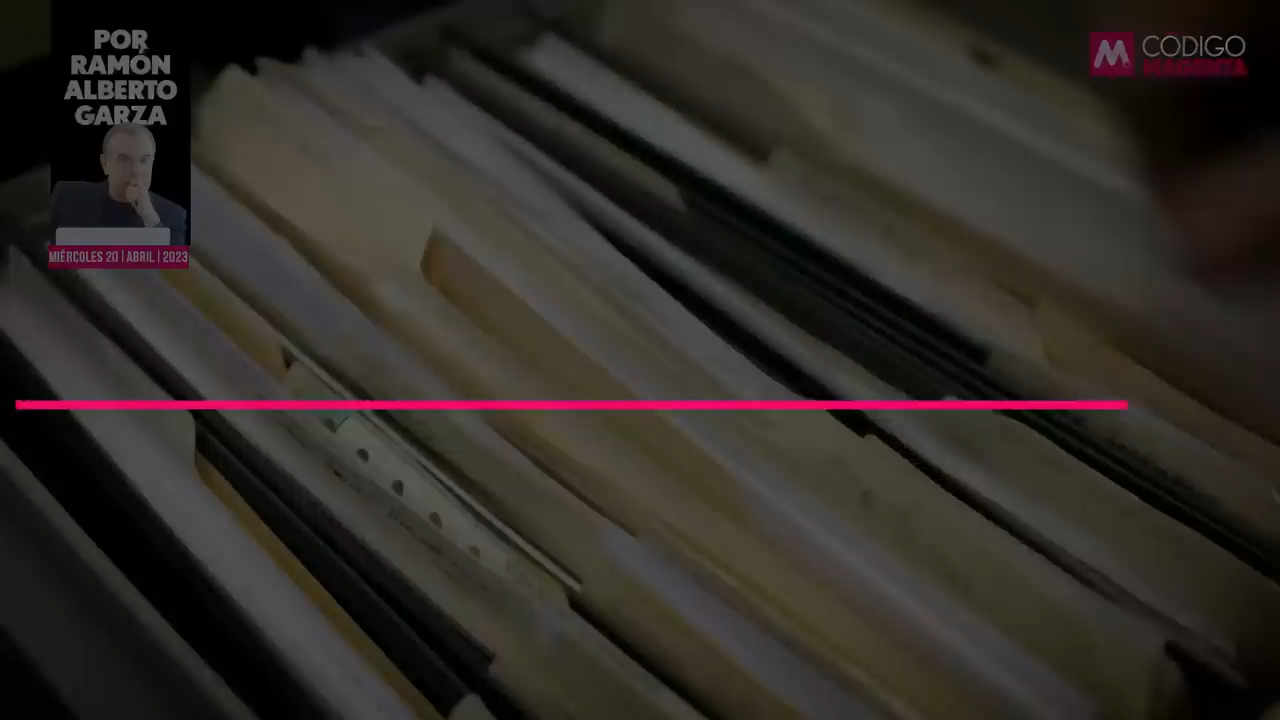 POR
RAMÓN
ALBERTO
GARZA
MIÉRCOLES 20 | ABRIL | 2023
M
CODIGO
MAGENTA